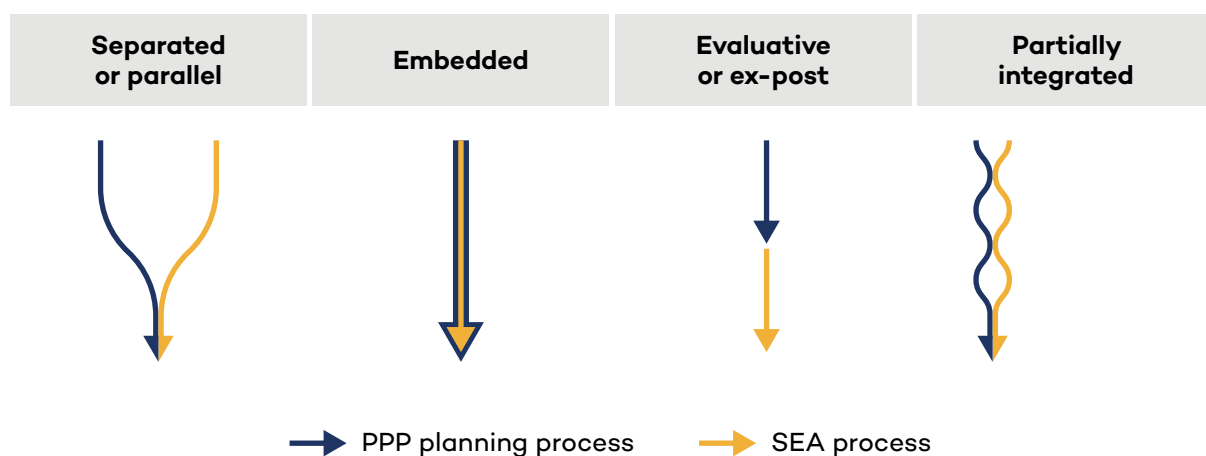 Separated
or parallel
Embedded
Evaluative
or ex-post
Partially
integrated
PPP planning process
SEA process